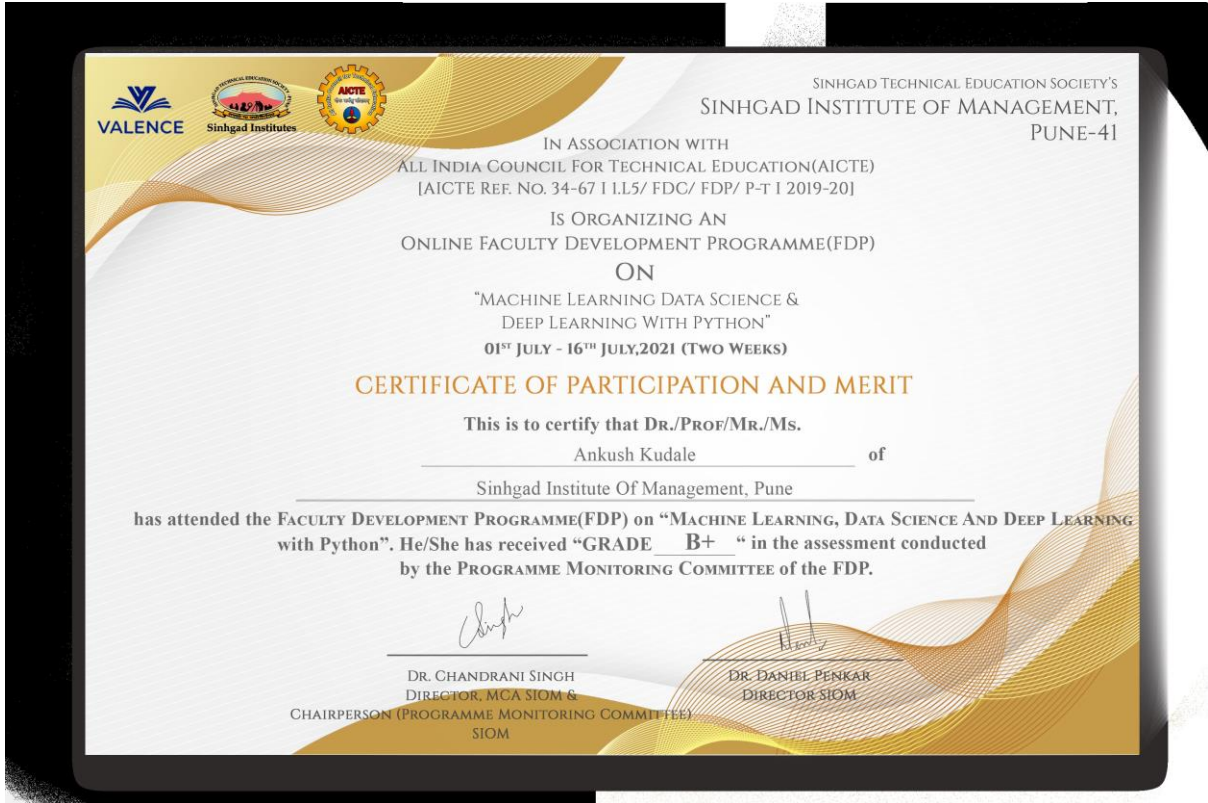 VALENCE
Sinhgad Institutes
AICTE
SINHGAD TECHNICAL EDUCATION SOCIETY'S
SINHGAD INSTITUTE OF MANAGEMENT,
PUNE-41
IN ASSOCIATION WITH
ALL INDIA COUNCIL FOR TECHNICAL EDUCATION(AICTE)
[AICTE REF. NO. 34-67 I 1.L5/ FDC/ FDP/ P-T I 2019-20]
IS ORGANIZING AN
ONLINE FACULTY DEVELOPMENT PROGRAMME(FDP)
ON
"MACHINE LEARNING DATA SCIENCE &
DEEP LEARNING WITH PYTHON"
01ST JULY - 16TH JULY,2021 (TWO WEEKS)
CERTIFICATE OF PARTICIPATION AND MERIT
This is to certify that DR./PROF/MR./MS.
Ankush Kudale of
Sinhgad Institute Of Management, Pune
has attended the FACULTY DEVELOPMENT PROGRAMME(FDP) on "MACHINE LEARNING, DATA SCIENCE AND DEEP LEARNING
with Python". He/She has received "GRADE B+ " in the assessment conducted
by the PROGRAMME MONITORING COMMITTEE of the FDP.
Singh
DR. CHANDRANI SINGH
DIRECTOR, MCA SIOM &
CHAIRPERSON (PROGRAMME MONITORING COMMITTEE)
SIOM
DR. DANIEL PENKAR
DIRECTOR SIOM